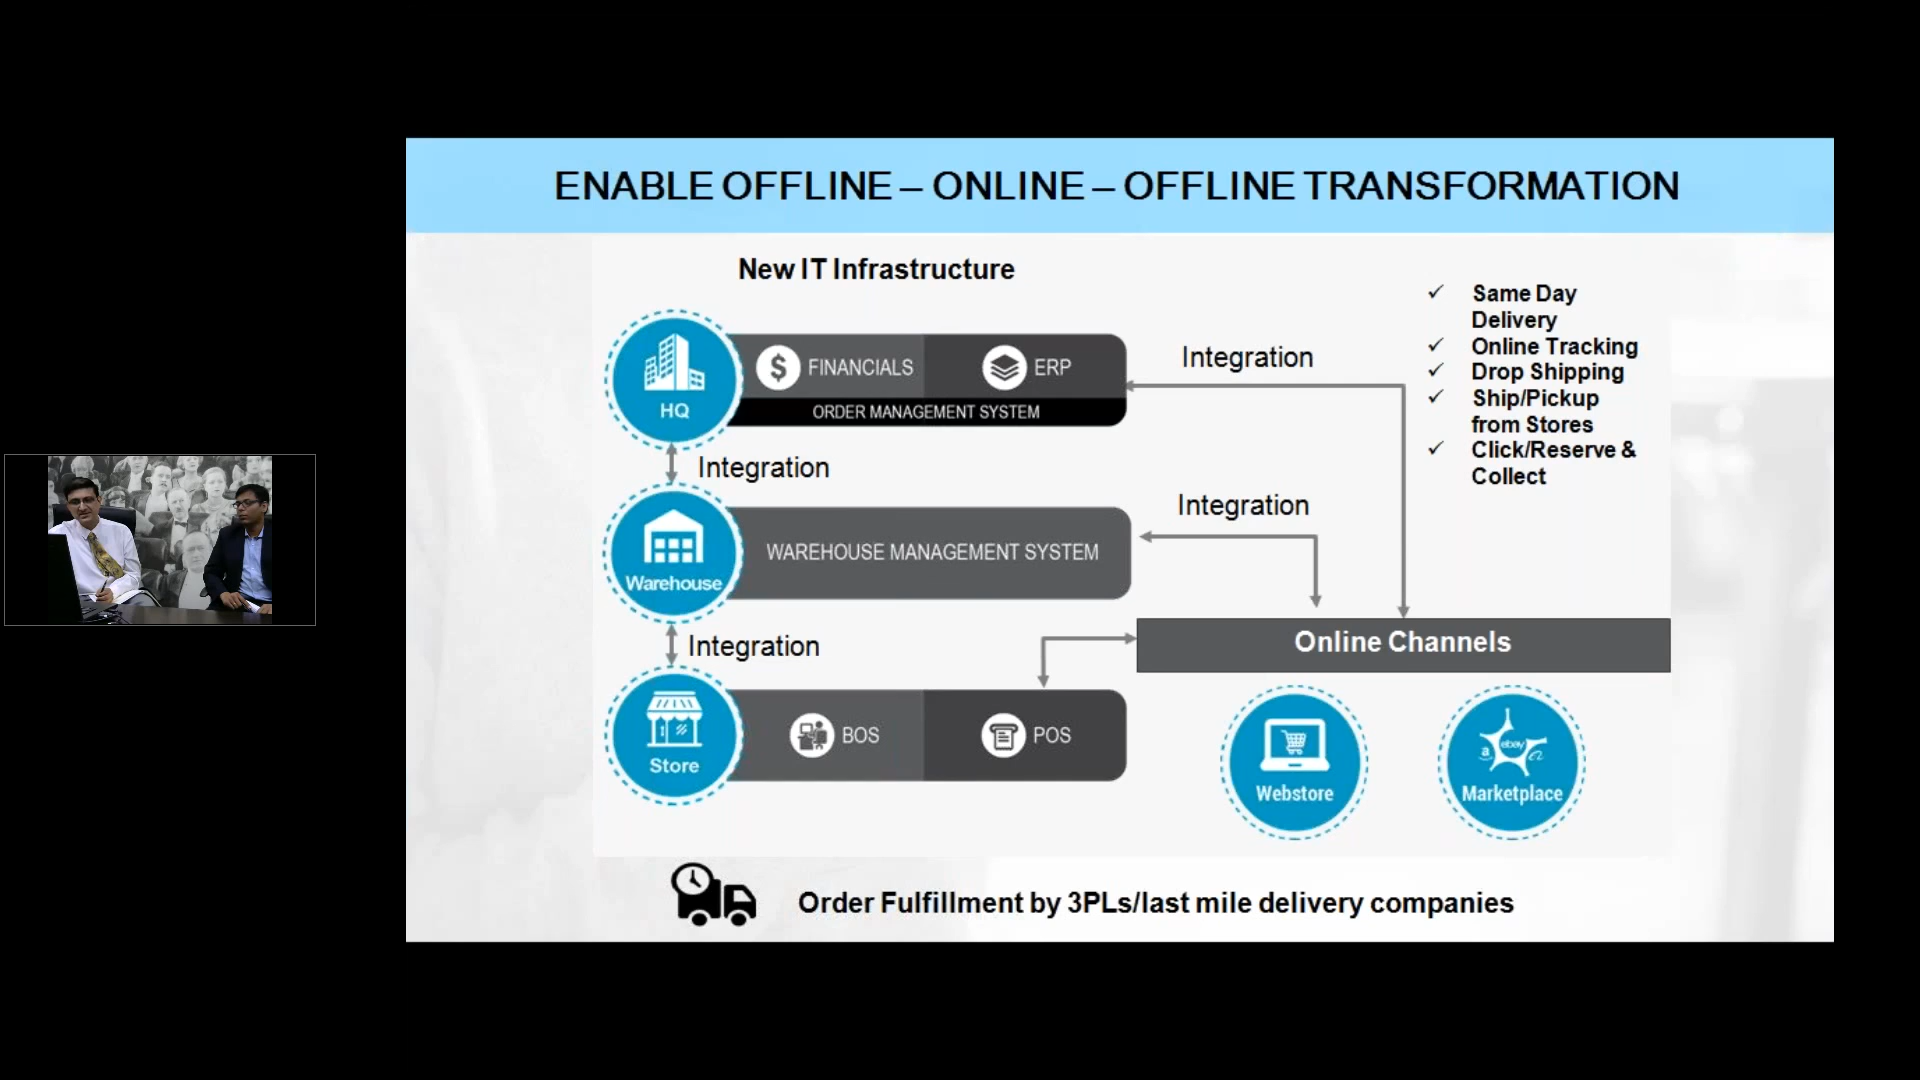 ENABLE OFFLINE – ONLINE – OFFLINE TRANSFORMATION
New IT Infrastructure
HQ
FINANCIALS
ERP
ORDER MANAGEMENT SYSTEM
Integration
Integration
Warehouse
WAREHOUSE MANAGEMENT SYSTEM
Integration
Integration
Store
BOS
POS
✓ Same Day
Delivery
✓ Online Tracking
✓ Drop Shipping
✓ Ship/Pickup
from Stores
✓ Click/Reserve &
Collect
Online Channels
Webstore
a
ebay
Marketplace
Order Fulfillment by 3PLs/last mile delivery companies